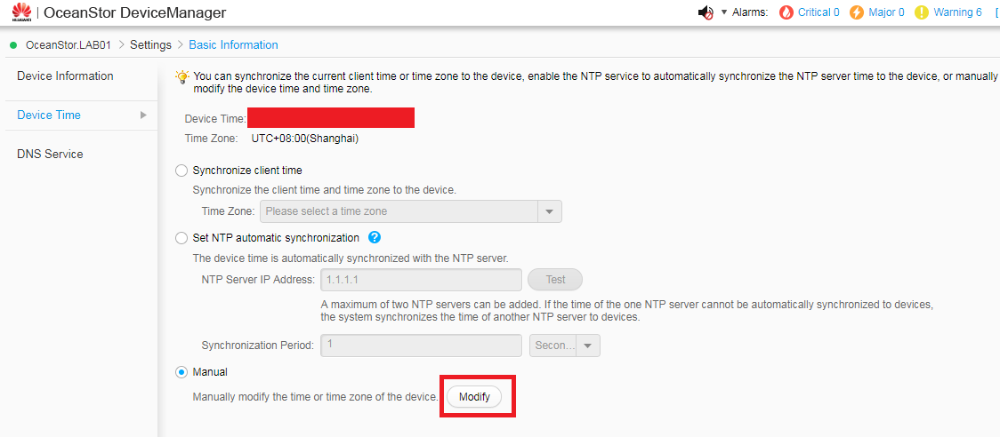 HUAWEI OceanStor DeviceManager Alarms: Critical 0 Major 0 Warning 6
OceanStor.LAB01 > Settings > Basic Information
Device Information
Device Time
DNS Service
You can synchronize the current client time or time zone to the device, enable the NTP service to automatically synchronize the NTP server time to the device, or manually
modify the device time and time zone.
Device Time:
Time Zone: UTC+08:00(Shanghai)
Synchronize client time
Synchronize the client time and time zone to the device.
Time Zone: Please select a time zone
Set NTP automatic synchronization ?
The device time is automatically synchronized with the NTP server.
NTP Server IP Address: 1.1.1.1 Test
A maximum of two NTP servers can be added. If the time of the one NTP server cannot be automatically synchronized to devices,
the system synchronizes the time of another NTP server to devices.
Synchronization Period: 1 Secon...
Manual
Manually modify the time or time zone of the device. Modify